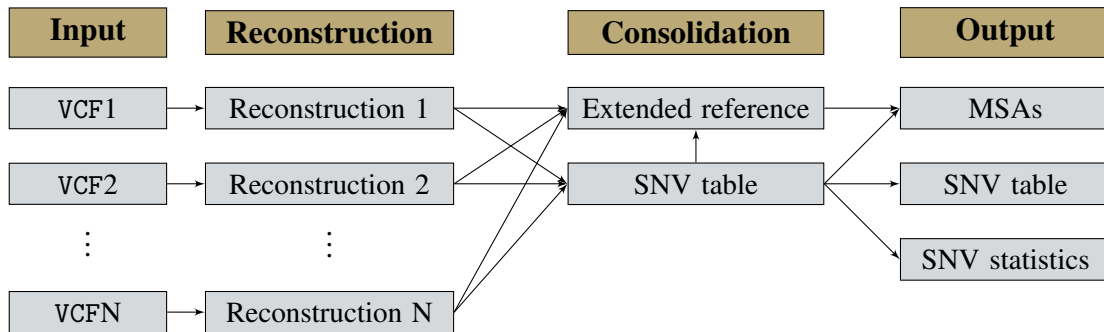 Input Reconstruction Consolidation Output
VCF1 Reconstruction 1 Extended reference MSAs
VCF2 Reconstruction 2 SNV table SNV table
SNV statistics
VCFN Reconstruction N